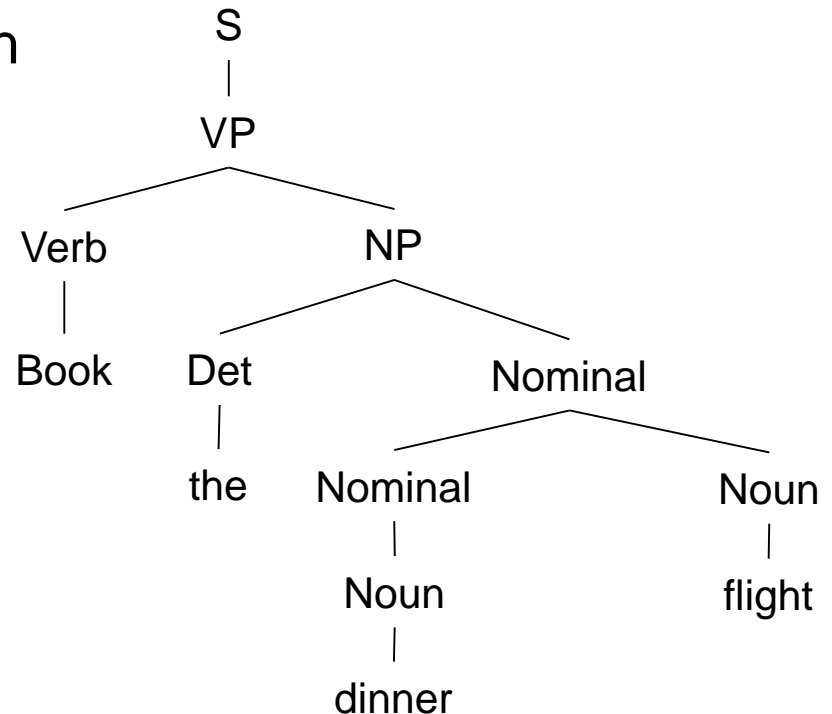 S
VP
Verb NP
Book Det Nominal
the Nominal Noun
Noun flight
dinner